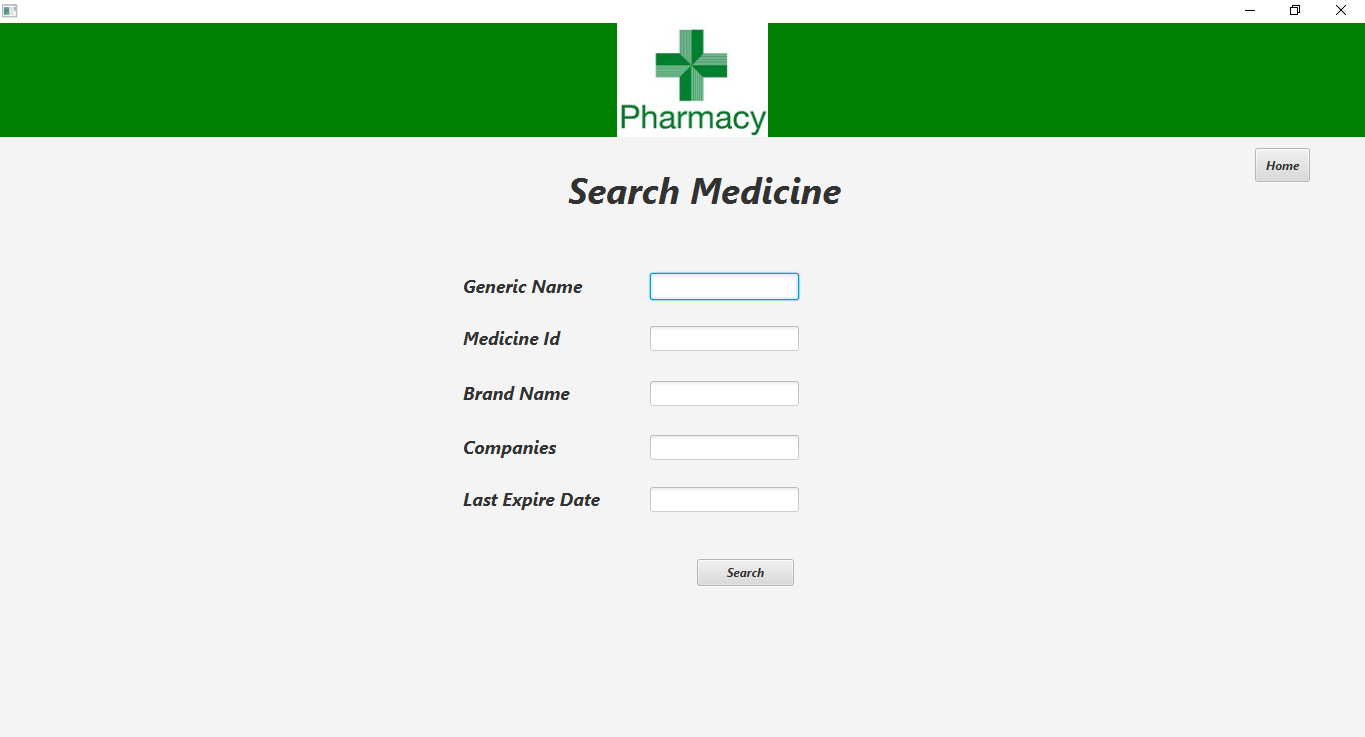 Pharmacy
Home
Search Medicine
Generic Name
Medicine Id
Brand Name
Companies
Last Expire Date
Search